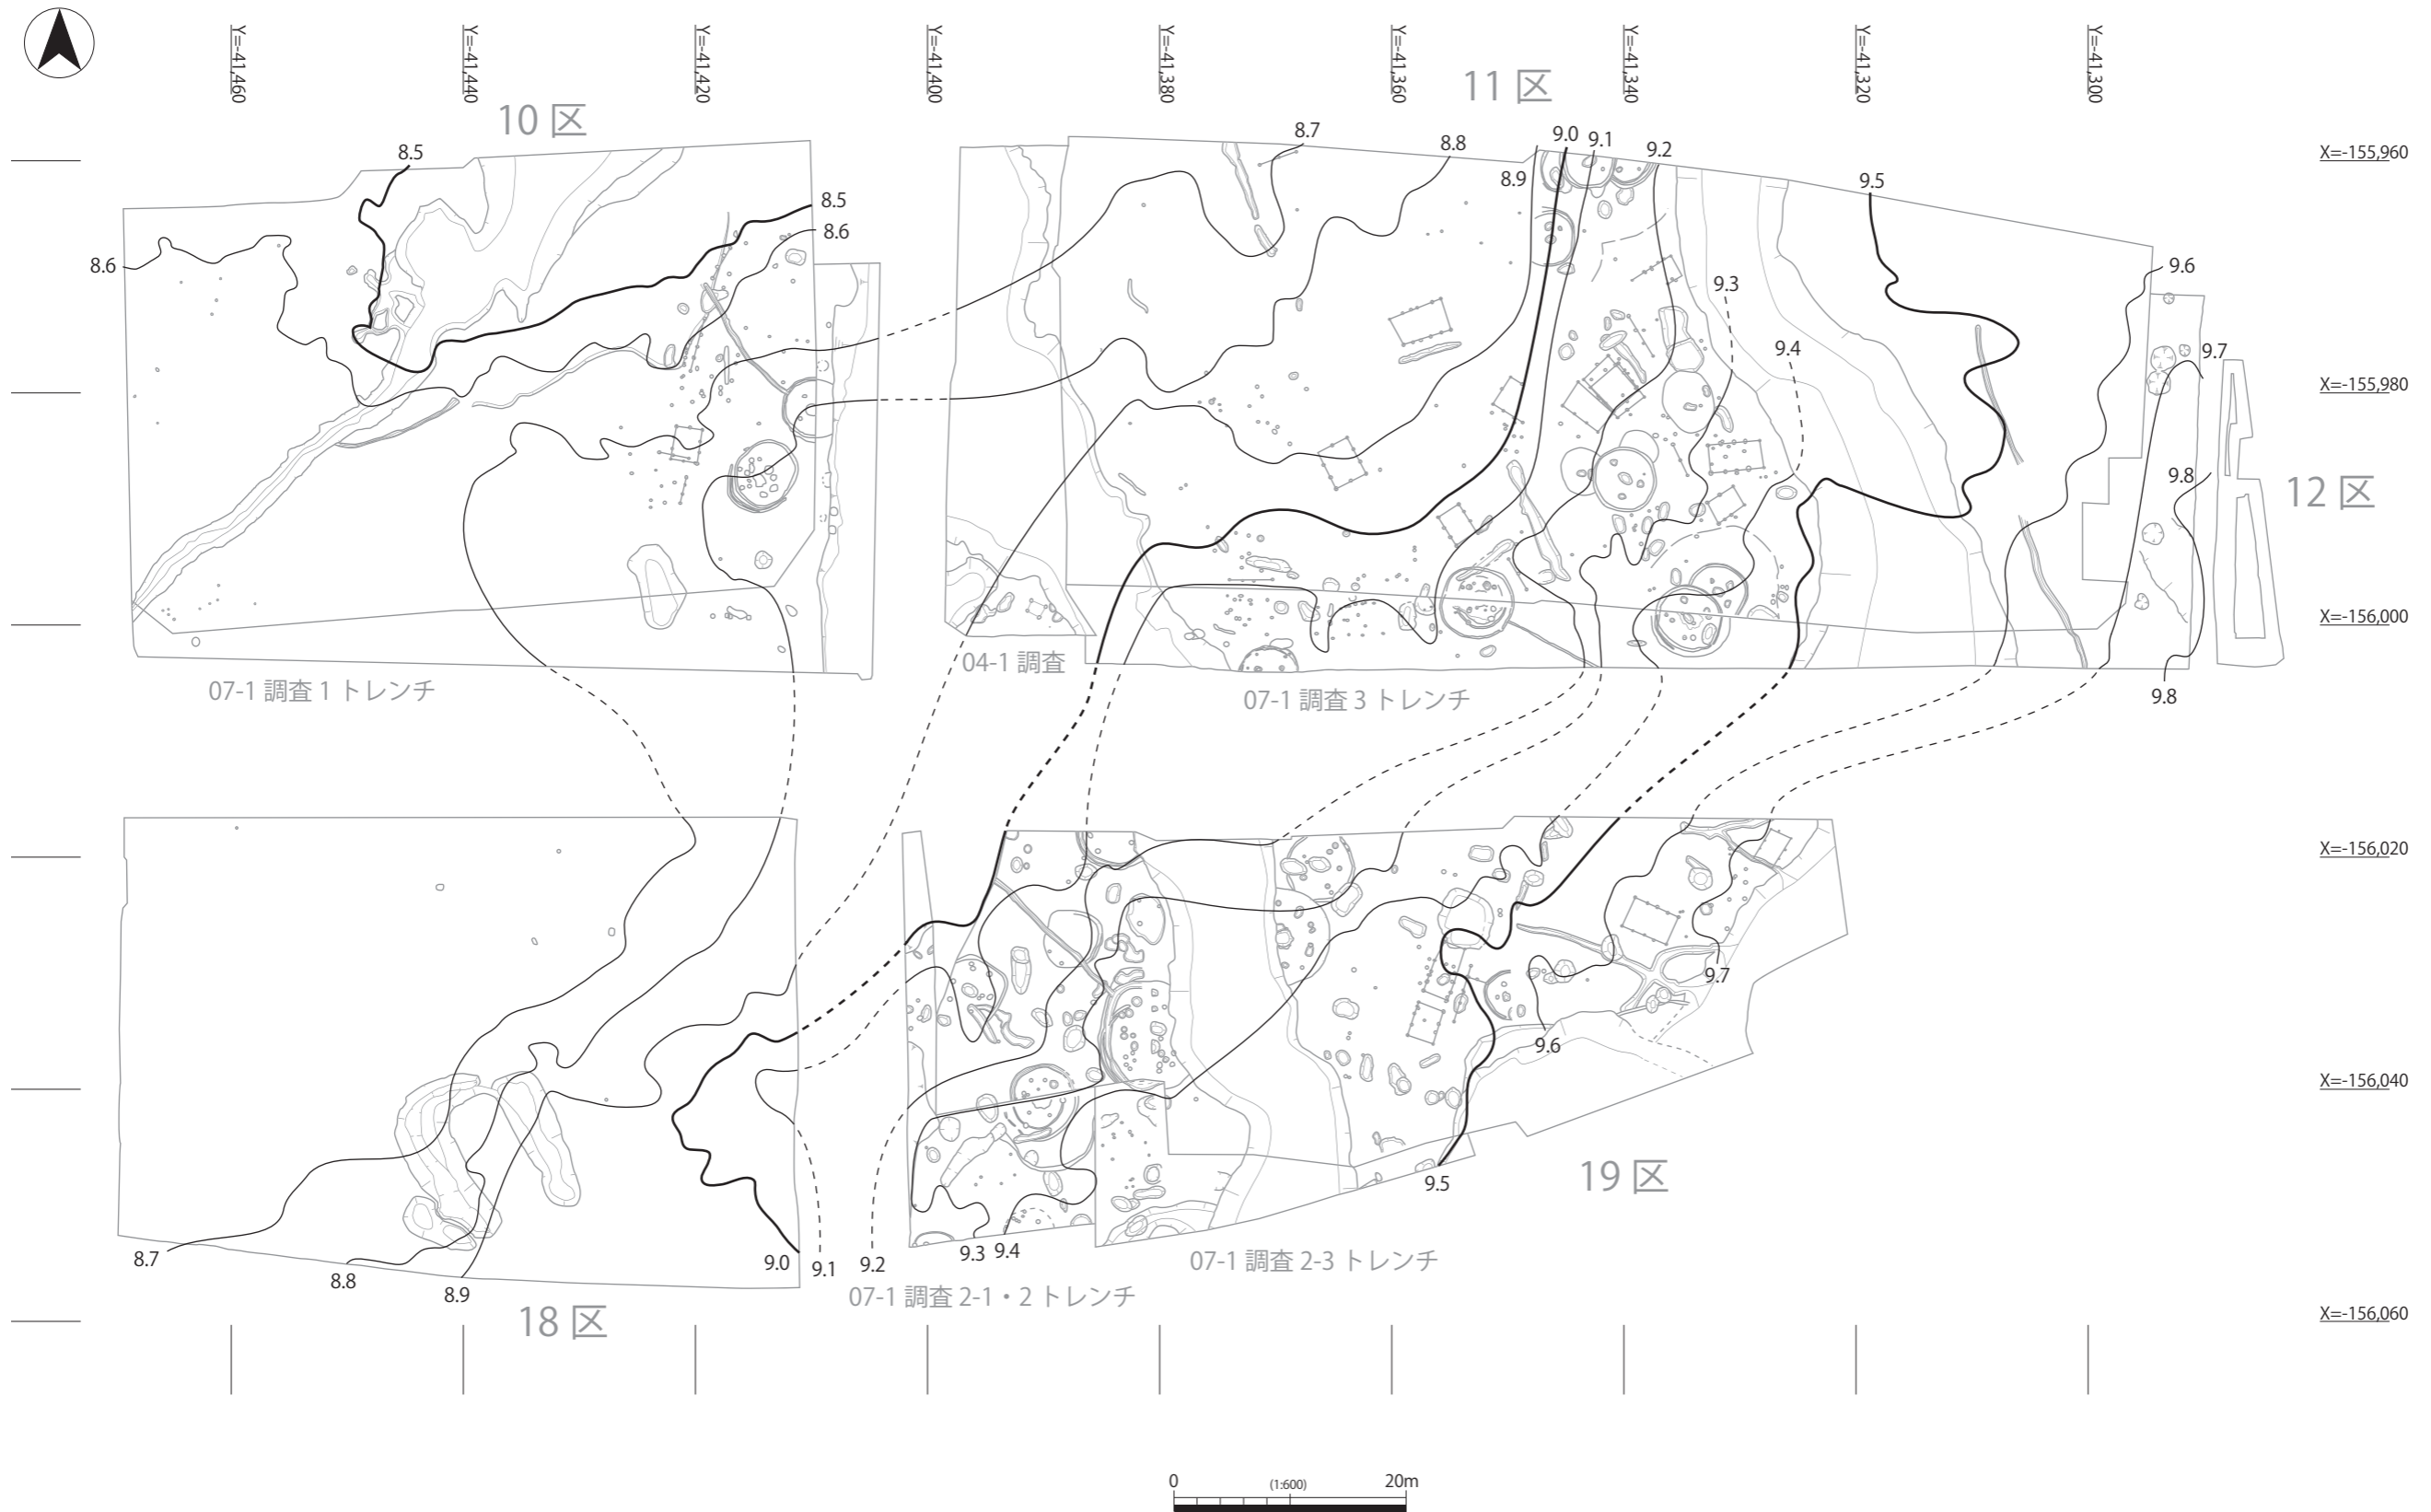 Y=-41,460
Y=-41,440
Y=-41,420
Y=-41,400
Y=-41,380
Y=-41,360
Y=-41,340
Y=-41,320
Y=-41,300
10 区
11 区
X=-155,960
8.5
8.7
8.8
8.9
9.0
9.1
9.2
9.5
8.5
8.6
8.6
9.3
9.6
9.4
9.7
X=-155,980
9.8
12 区
X=-156,000
04-1 調査
07-1 調査 1 トレンチ
07-1 調査 3 トレンチ
9.8
X=-156,020
9.7
9.6
X=-156,040
19 区
9.5
8.7
8.8
8.9
9.0
9.1
9.2
9.3
9.4
07-1 調査 2-3 トレンチ
07-1 調査 2-1・2 トレンチ
18 区
X=-156,060
0
(1:600)
20m